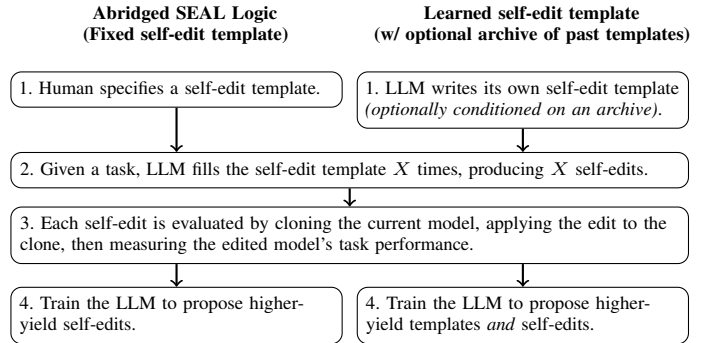 Abridged SEAL Logic
(Fixed self-edit template)
Learned self-edit template
(w/ optional archive of past templates)
1. Human specifies a self-edit template.
1. LLM writes its own self-edit template
(optionally conditioned on an archive).
2. Given a task, LLM fills the self-edit template X times, producing X self-edits.
3. Each self-edit is evaluated by cloning the current model, applying the edit to the
clone, then measuring the edited model's task performance.
4. Train the LLM to propose higher-
yield self-edits.
4. Train the LLM to propose higher-
yield templates and self-edits.